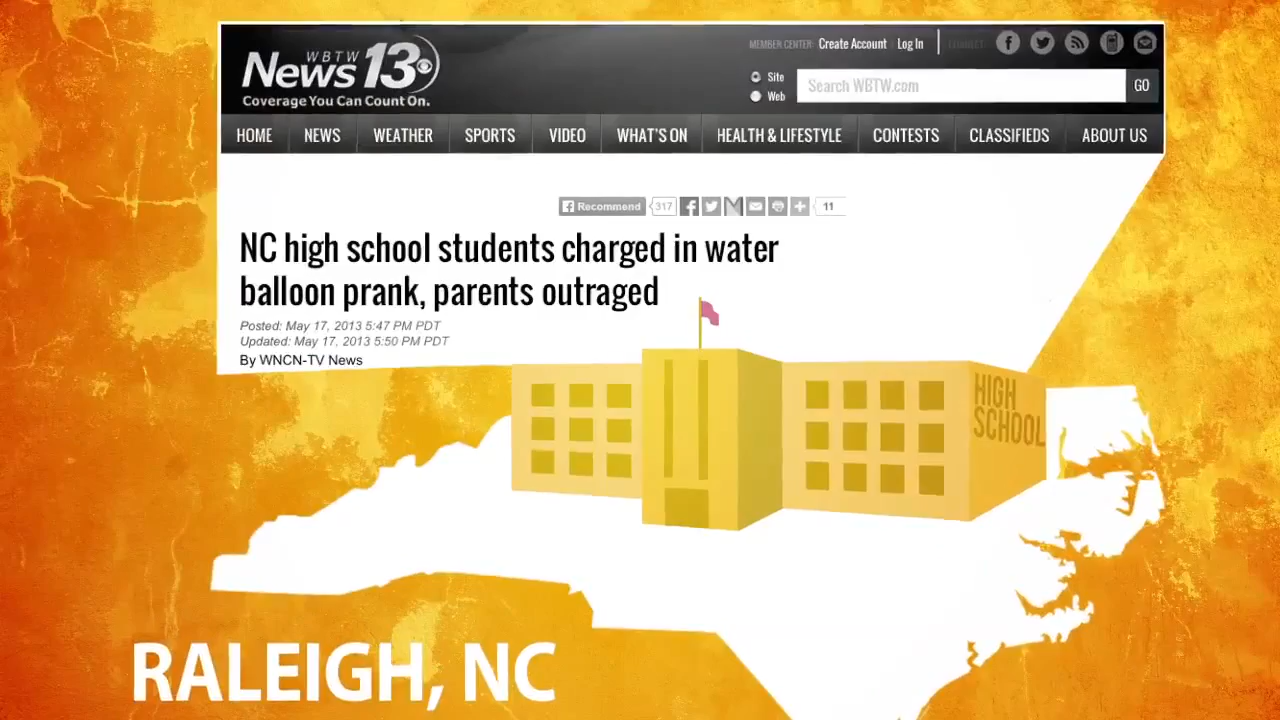 WBTW
News 13
Coverage You Can Count On.
MEMBER CENTER: Create Account Log In CONNECT:
Site
Web
Search WBTW.com
GO
HOME NEWS WEATHER SPORTS VIDEO WHAT'S ON HEALTH & LIFESTYLE CONTESTS CLASSIFIEDS ABOUT US
Recommend 317 11
NC high school students charged in water
balloon prank, parents outraged
Posted: May 17, 2013 5:47 PM PDT
Updated: May 17, 2013 5:50 PM PDT
By WNCN-TV News
HIGH
SCHOOL
RALEIGH, NC